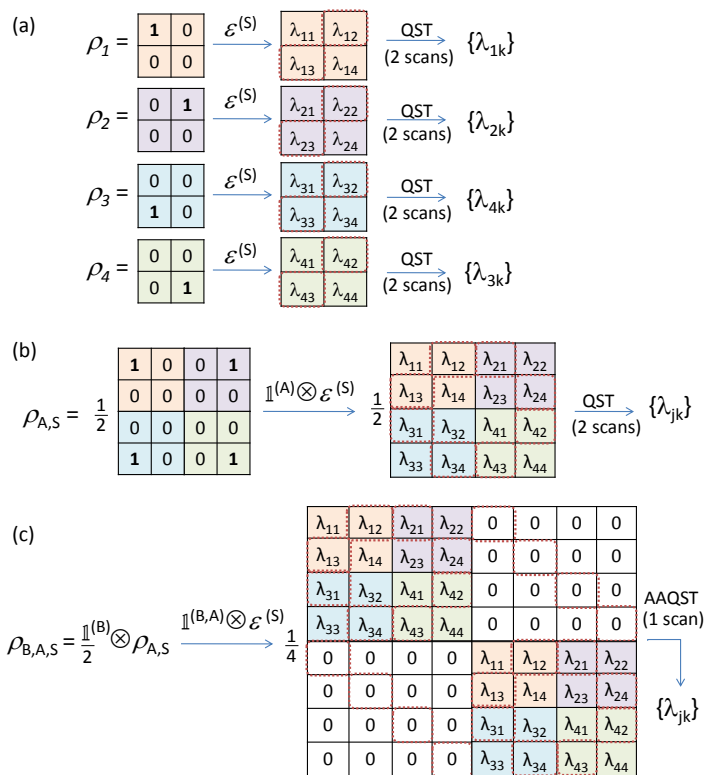 (a)
ρ₁ = 1 0 ε⁽ˢ⁾ λ₁₁ λ₁₂ QST
0 0 λ₁₃ λ₁₄ (2 scans) {λ₁ₖ}
ρ₂ = 0 1 ε⁽ˢ⁾ λ₂₁ λ₂₂ QST
0 0 λ₂₃ λ₂₄ (2 scans) {λ₂ₖ}
ρ₃ = 0 0 ε⁽ˢ⁾ λ₃₁ λ₃₂ QST
1 0 λ₃₃ λ₃₄ (2 scans) {λ₄ₖ}
ρ₄ = 0 0 ε⁽ˢ⁾ λ₄₁ λ₄₂ QST
0 1 λ₄₃ λ₄₄ (2 scans) {λ₃ₖ}
(b)
1 0 0 1 λ₁₁ λ₁₂ λ₂₁ λ₂₂
0 0 0 0 λ₁₃ λ₁₄ λ₂₃ λ₂₄
ρ_A,S = 1/2 𝟙⁽ᴬ⁾⊗ε⁽ˢ⁾ 1/2 QST (2 scans) {λⱼₖ}
0 0 0 0 λ₃₁ λ₃₂ λ₄₁ λ₄₂
1 0 0 1 λ₃₃ λ₃₄ λ₄₃ λ₄₄
(c)
λ₁₁ λ₁₂ λ₂₁ λ₂₂ 0 0 0 0
λ₁₃ λ₁₄ λ₂₃ λ₂₄ 0 0 0 0
λ₃₁ λ₃₂ λ₄₁ λ₄₂ 0 0 0 0
λ₃₃ λ₃₄ λ₄₃ λ₄₄ 0 0 0 0
ρ_B,A,S = 𝟙⁽ᴮ⁾/2 ⊗ ρ_A,S 𝟙⁽ᴮ,ᴬ⁾⊗ε⁽ˢ⁾ 1/4 AAQST
(1 scan)
{λⱼₖ}
0 0 0 0 λ₁₁ λ₁₂ λ₂₁ λ₂₂
0 0 0 0 λ₁₃ λ₁₄ λ₂₃ λ₂₄
0 0 0 0 λ₃₁ λ₃₂ λ₄₁ λ₄₂
0 0 0 0 λ₃₃ λ₃₄ λ₄₃ λ₄₄